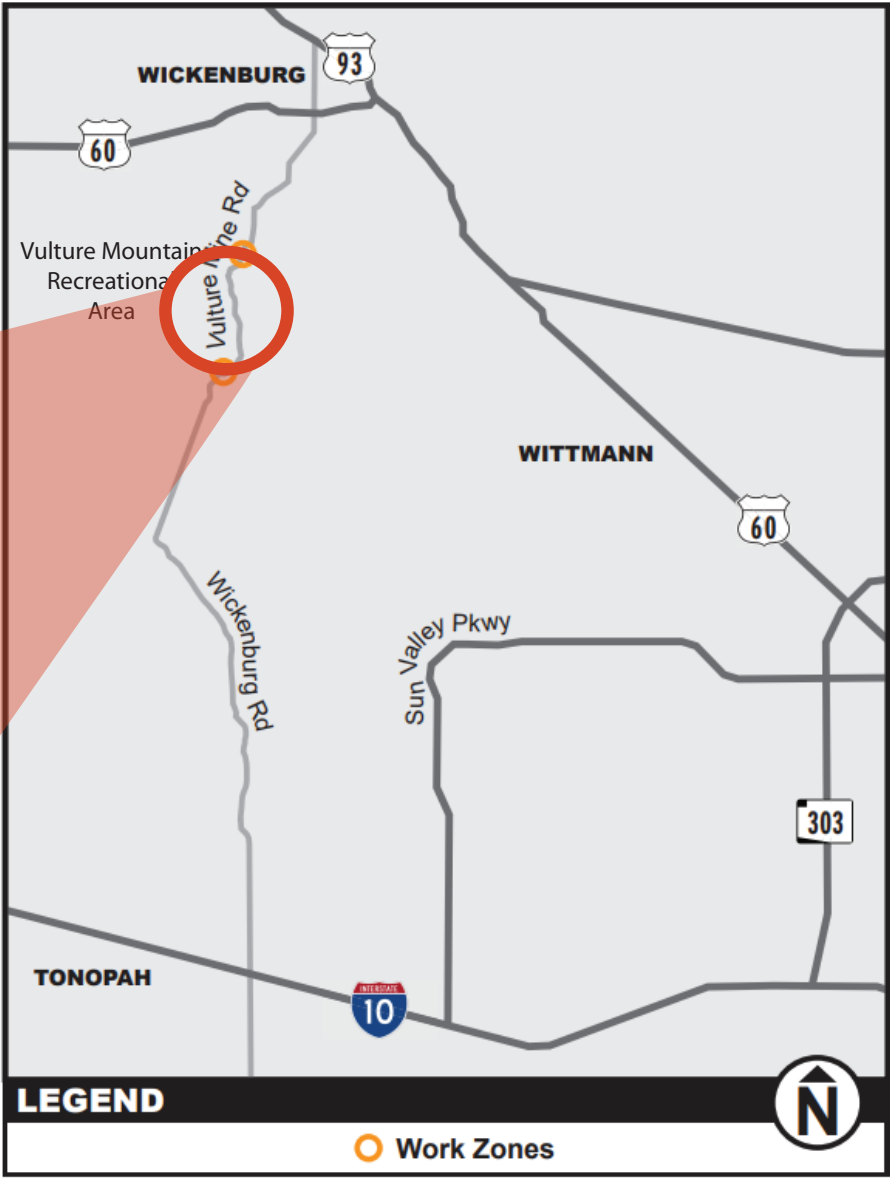 93
WICKENBURG
60
Vulture Mine Rd
Vulture Mountain
Recreational
Area
WITTMANN
60
Wickenburg Rd
Sun Valley Pkwy
303
TONOPAH
INTERSTATE
10
LEGEND
N
Work Zones